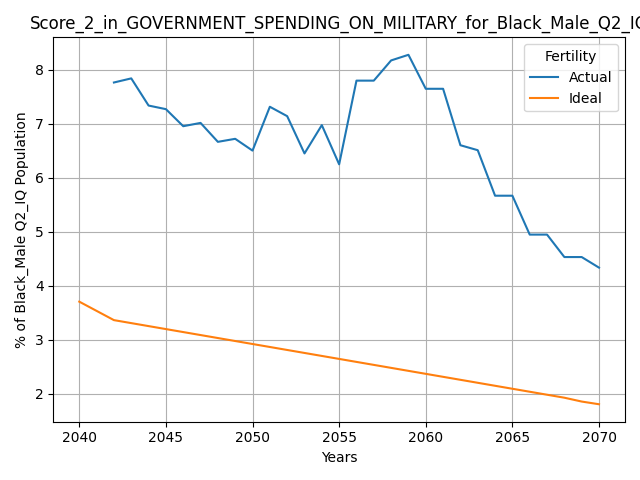 Score_2_in_GOVERNMENT_SPENDING_ON_MILITARY_for_Black_Male_Q2_IQ
Fertility
Actual
Ideal
% of Black_Male Q2_IQ Population
8
7
6
5
4
3
2
2040 2045 2050 2055 2060 2065 2070
Years